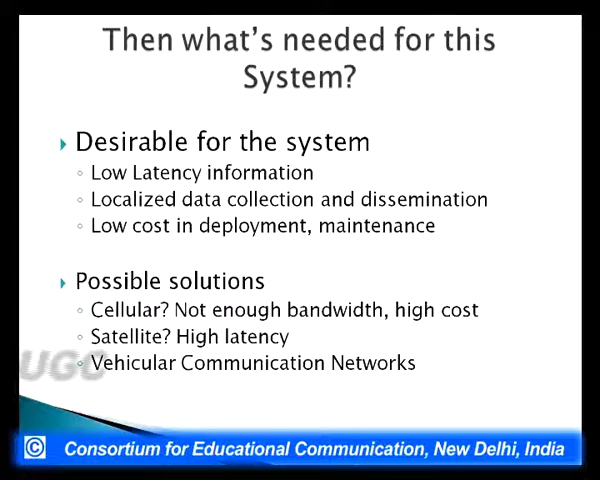 Then what's needed for this
System?
Desirable for the system
Low Latency information
Localized data collection and dissemination
Low cost in deployment, maintenance
Possible solutions
Cellular? Not enough bandwidth, high cost
Satellite? High latency
Vehicular Communication Networks
UGC
© Consortium for Educational Communication, New Delhi, India